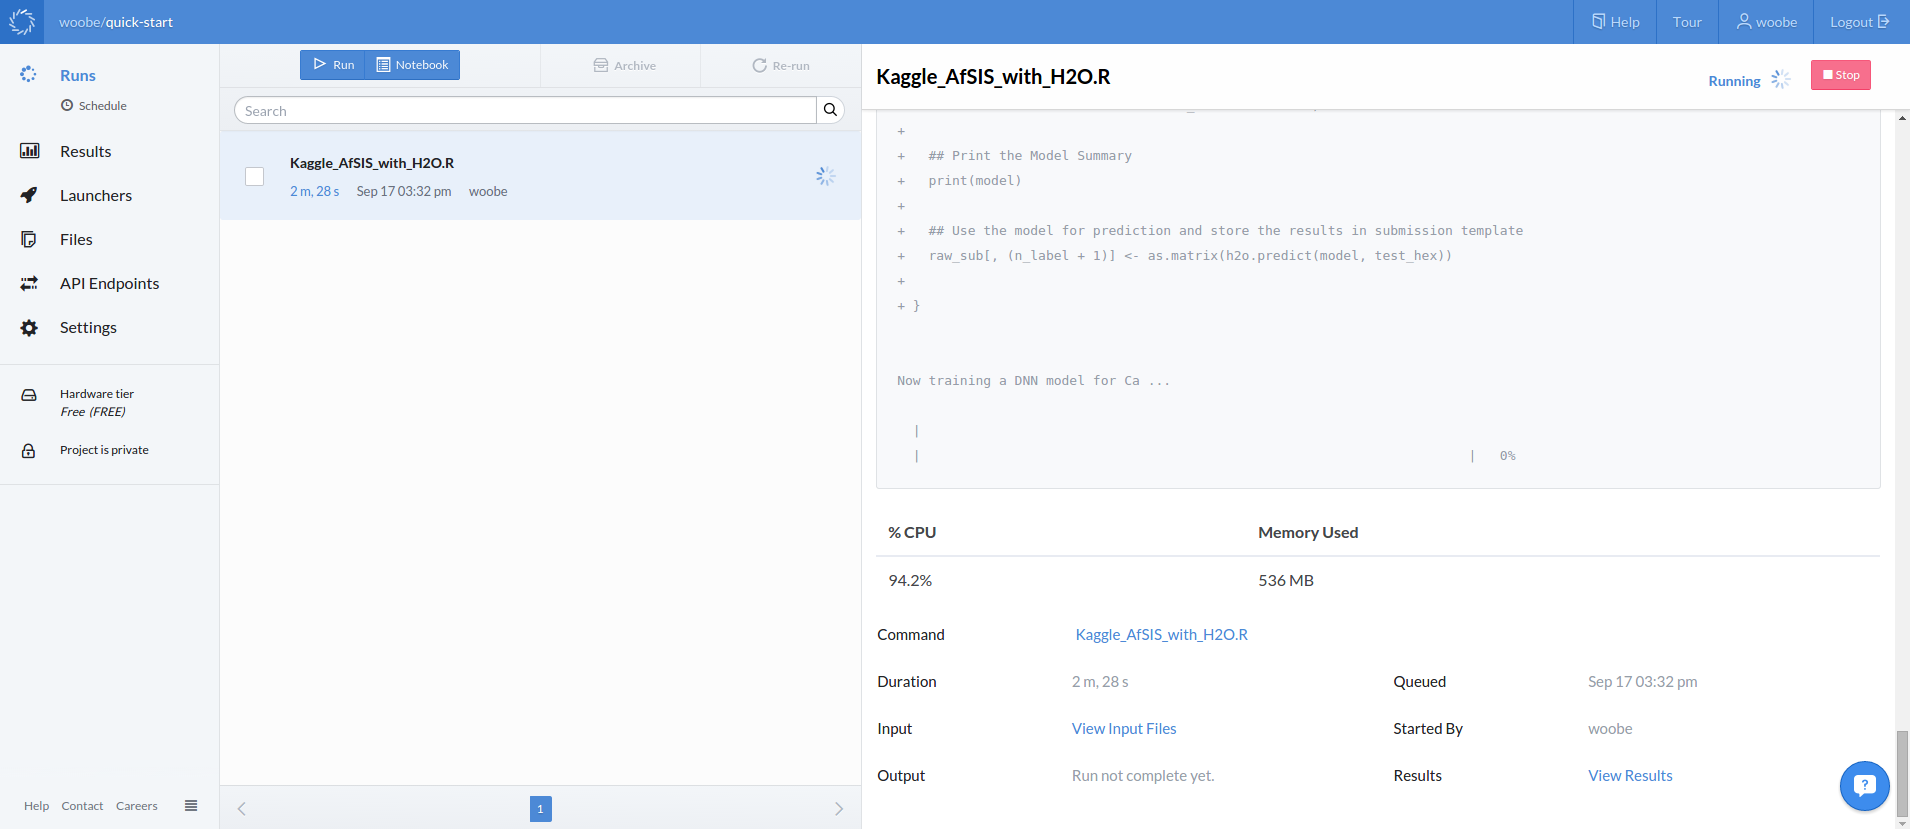 woobe/quick-start
Help
Tour
woobe
Logout
Runs
Schedule
Results
Launchers
Files
API Endpoints
Settings
Hardware tier
Free (FREE)
Project is private
Help Contact Careers
Run
Notebook
Archive
Re-run
Search
Kaggle_AfSIS_with_H2O.R
2 m, 28 s Sep 17 03:32 pm woobe
1
Kaggle_AfSIS_with_H2O.R
Running
Stop
+
+ ## Print the Model Summary
+ print(model)
+
+ ## Use the model for prediction and store the results in submission template
+ raw_sub[, (n_label + 1)] <- as.matrix(h2o.predict(model, test_hex))
+
+ }
Now training a DNN model for Ca ...
|
| | 0%
% CPU Memory Used
94.2% 536 MB
Command Kaggle_AfSIS_with_H2O.R
Duration 2 m, 28 s Queued Sep 17 03:32 pm
Input View Input Files Started By woobe
Output Run not complete yet. Results View Results